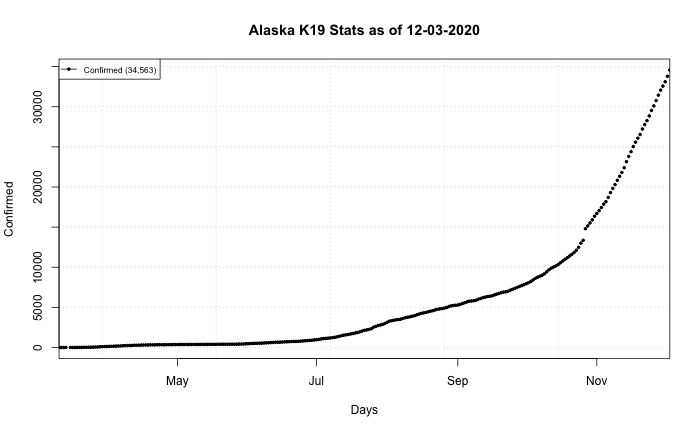 Alaska K19 Stats as of 12-03-2020
Confirmed (34,563)
30000
20000
10000
5000
0
Confirmed
May Jul Sep Nov
Days